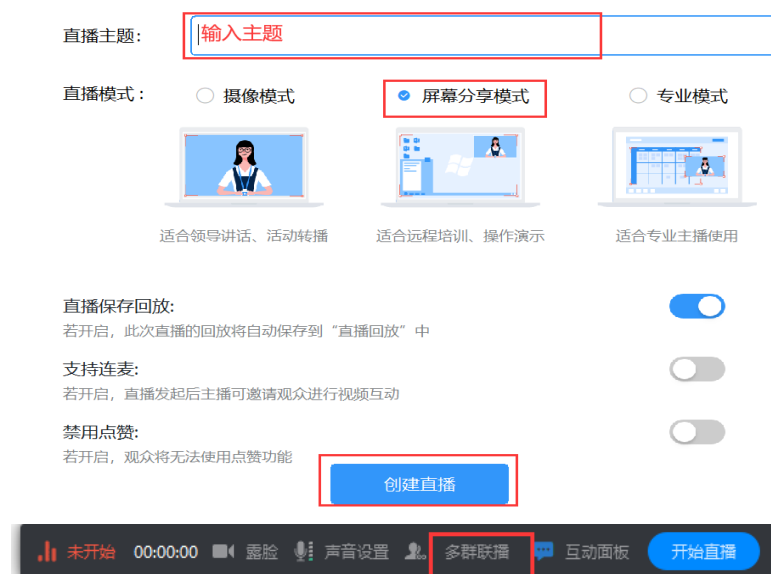 直播主题：
输入主题
直播模式：
摄像模式
屏幕分享模式
专业模式
适合领导讲话、活动转播
适合远程培训、操作演示
适合专业主播使用
直播保存回放:
若开启，此次直播的回放将自动保存到“直播回放”中
支持连麦:
若开启，直播发起后主播可邀请观众进行视频互动
禁用点赞:
若开启，观众将无法使用点赞功能
创建直播
未开始 00:00:00 露脸 声音设置 多群联播 互动面板 开始直播